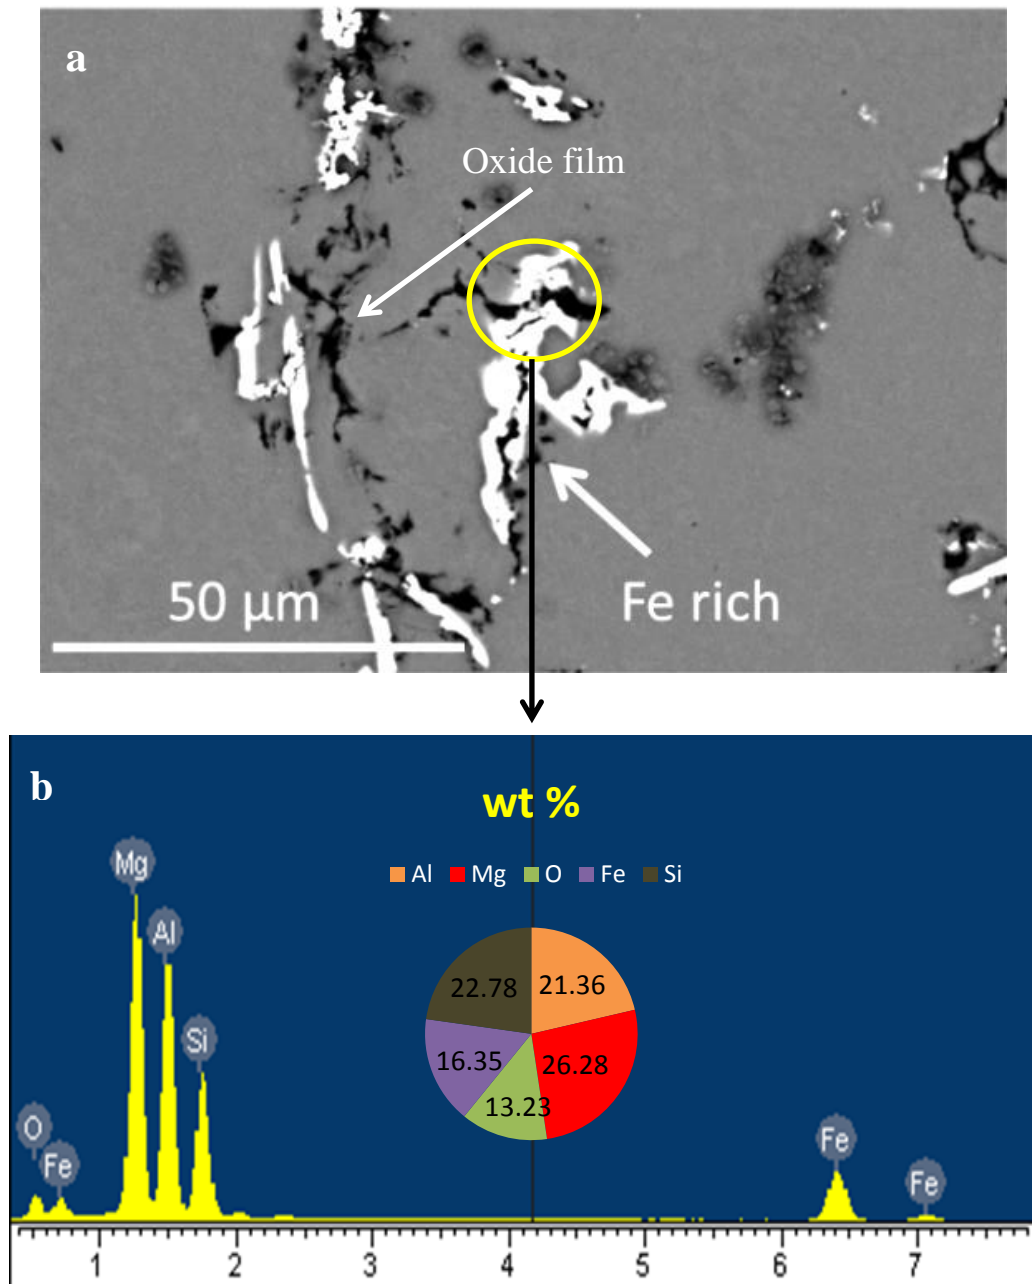 a
Oxide film
50 µm
Fe rich
b
wt %
Al Mg O Fe Si
Mg
Al
22.78 21.36
Si
16.35 26.28
13.23
O
Fe
Fe
Fe
1 2 3 4 5 6 7